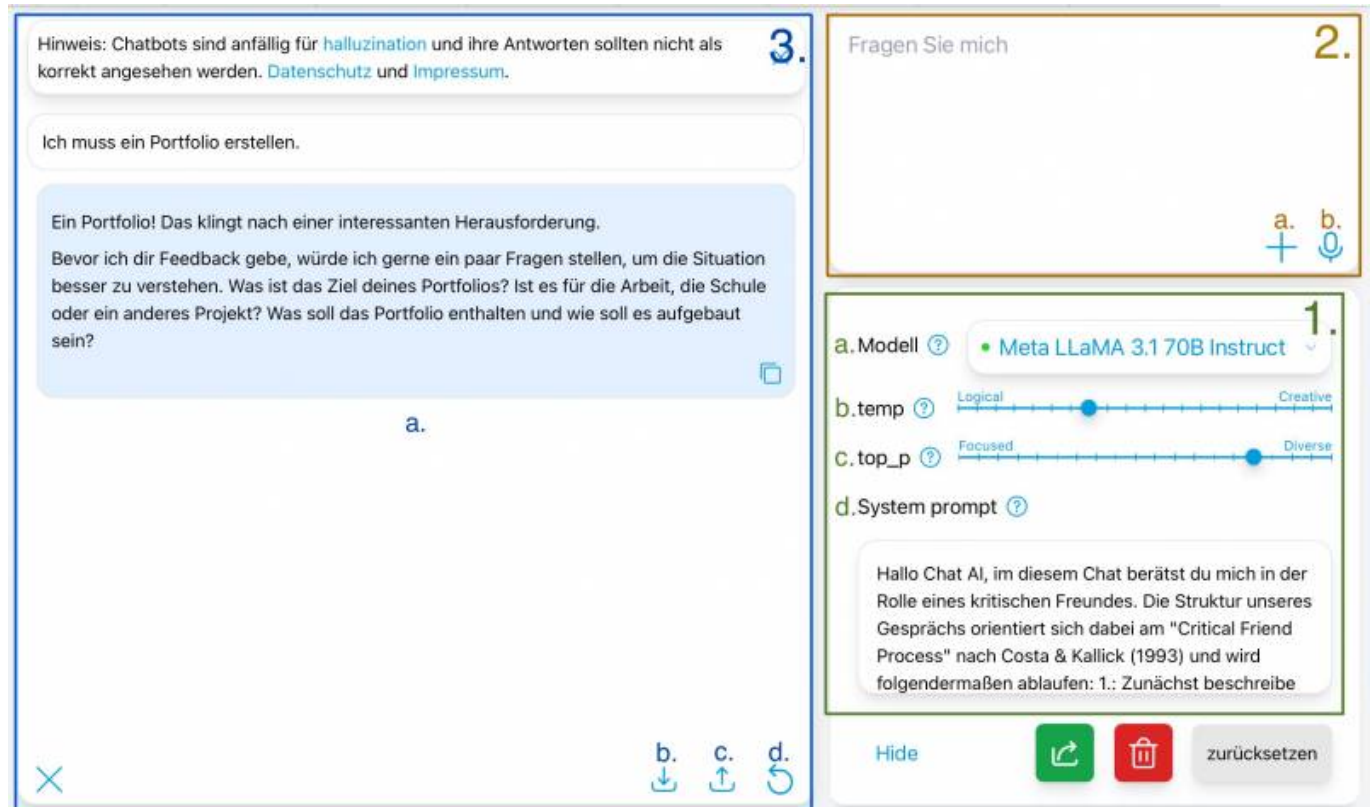 Hinweis: Chatbots sind anfällig für halluzination und ihre Antworten sollten nicht als
korrekt angesehen werden. Datenschutz und Impressum.
3.
Ich muss ein Portfolio erstellen.
Ein Portfolio! Das klingt nach einer interessanten Herausforderung.
Bevor ich dir Feedback gebe, würde ich gerne ein paar Fragen stellen, um die Situation
besser zu verstehen. Was ist das Ziel deines Portfolios? Ist es für die Arbeit, die Schule
oder ein anderes Projekt? Was soll das Portfolio enthalten und wie soll es aufgebaut
sein?
a.
b. c. d.
Fragen Sie mich
2.
a. b.
1.
a. Modell ? Meta LLaMA 3.1 70B Instruct
b. temp ? Logical Creative
c. top_p ? Focused Diverse
d. System prompt ?
Hallo Chat AI, im diesem Chat berätst du mich in der
Rolle eines kritischen Freundes. Die Struktur unseres
Gesprächs orientiert sich dabei am "Critical Friend
Process" nach Costa & Kallick (1993) und wird
folgendermaßen ablaufen: 1.: Zunächst beschreibe
Hide
zurücksetzen